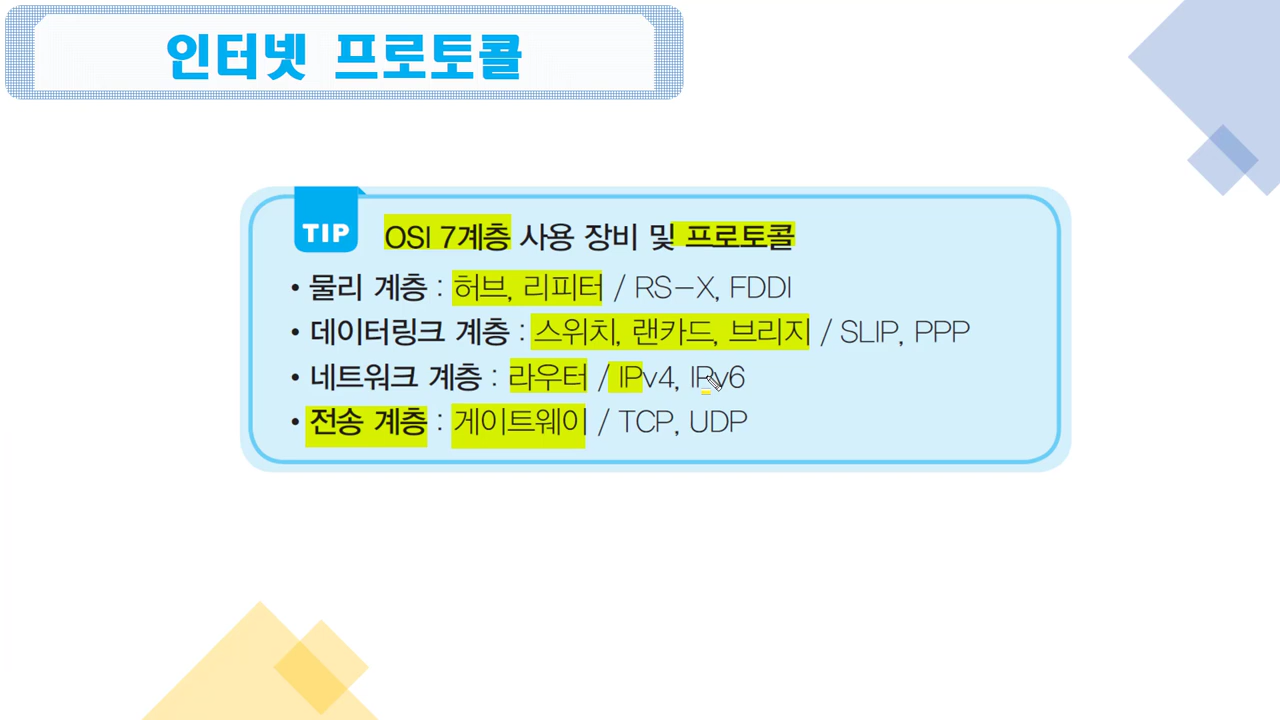 인터넷 프로토콜
TIP
OSI 7계층 사용 장비 및 프로토콜
• 물리 계층 : 허브, 리피터 / RS-X, FDDI
• 데이터링크 계층 : 스위치, 랜카드, 브리지 / SLIP, PPP
• 네트워크 계층 : 라우터 / IPv4, IPv6
• 전송 계층 : 게이트웨이 / TCP, UDP